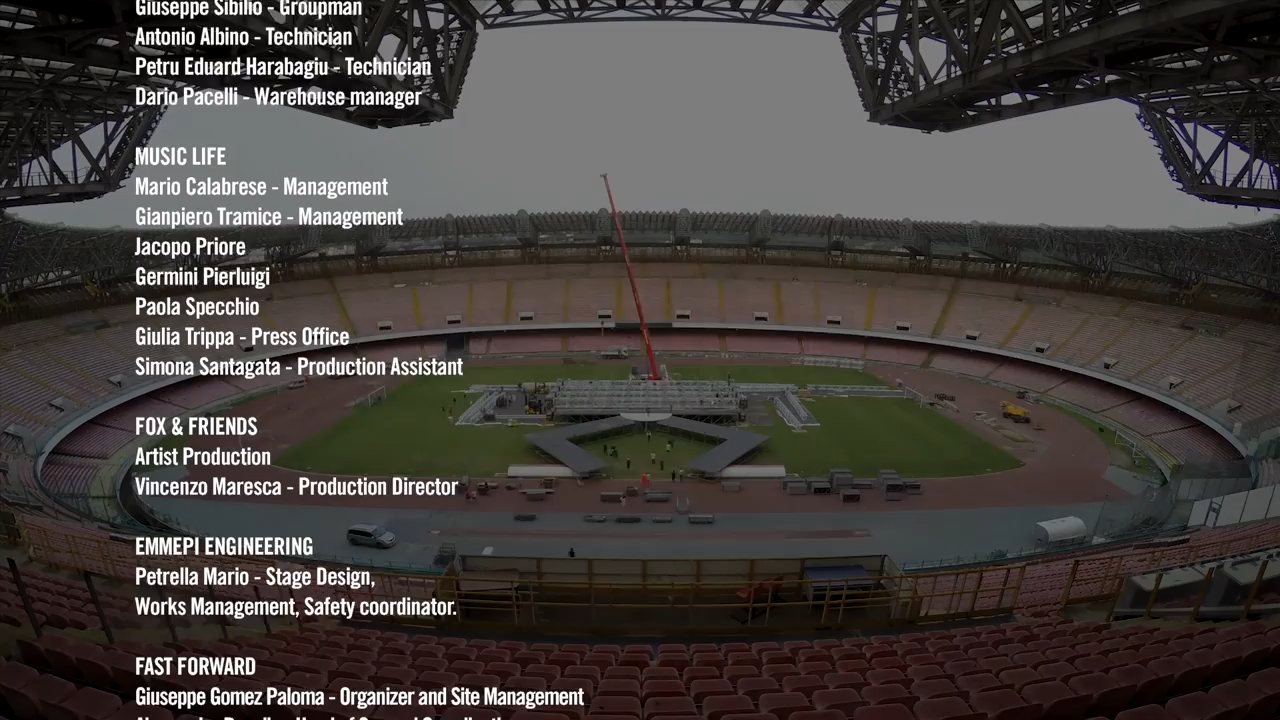 Giuseppe Sibilio - Groupman
Antonio Albino - Technician
Petru Eduard Harabagiu - Technician
Dario Pacelli - Warehouse manager
MUSIC LIFE
Mario Calabrese - Management
Gianpiero Tramice - Management
Jacopo Priore
Germini Pierluigi
Paola Specchio
Giulia Trippa - Press Office
Simona Santagata - Production Assistant
FOX & FRIENDS
Artist Production
Vincenzo Maresca - Production Director
EMMEPI ENGINEERING
Petrella Mario - Stage Design,
Works Management, Safety coordinator.
FAST FORWARD
Giuseppe Gomez Paloma - Organizer and Site Management